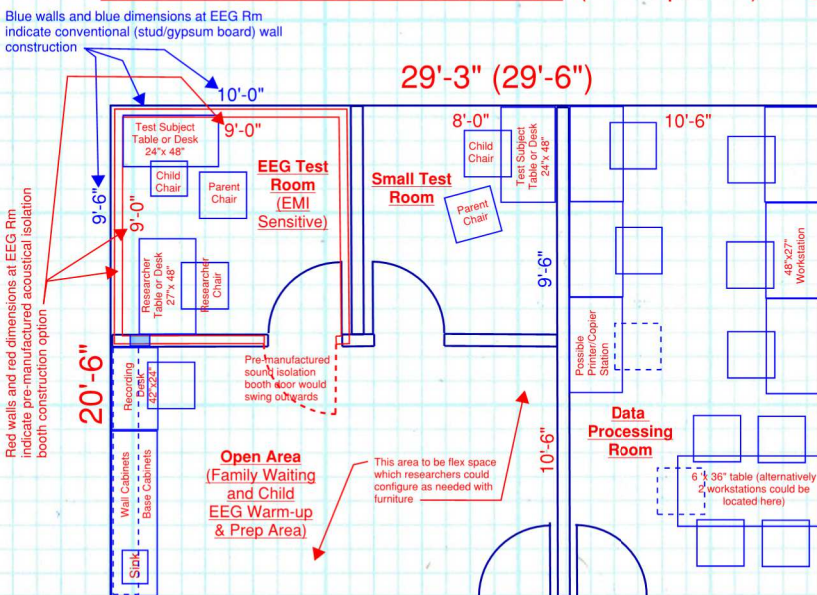 Blue walls and blue dimensions at EEG Rm
indicate conventional (stud/gypsum board) wall
construction
29'-3" (29'-6")
10'-0"
9'-0"
8'-0"
10'-6"
Test Subject
Table or Desk
24"x 48"
Child
Chair
Parent
Chair
EEG Test
Room
(EMI
Sensitive)
9'-6"
9'-0"
Researcher
Table or Desk
27"x 48"
Researcher
Chair
Small Test
Room
Child
Chair
Test Subject
Table or Desk
24"x 48"
Parent
Chair
9'-6"
48"x27"
Workstation
Possible
Printer/Copier
Station
Red walls and red dimensions at EEG Rm
indicate pre-manufactured acoustical isolation
booth construction option
20'-6"
Recording
Desk
42"x24"
Pre-manufactured
sound isolation
booth door would
swing outwards
Wall Cabinets
Base Cabinets
Sink
Open Area
(Family Waiting
and Child
EEG Warm-up
& Prep Area)
This area to be flex space
which researchers could
configure as needed with
furniture
10'-6"
Data
Processing
Room
6 'x 36" table (alternatively
2 workstations could be
located here)